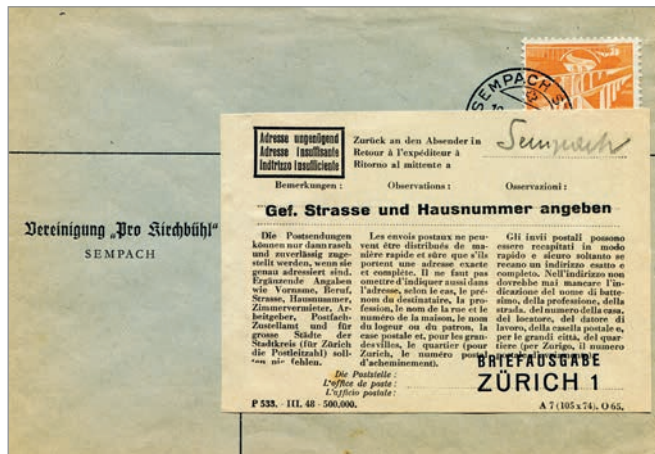 SEMPACH
Adresse ungenügend
Adresse insuffisante
Indirizzo insufficiente
Zurück an den Absender in
Retour à l'expéditeur à
Ritorno al mittente a
Sempach
Bemerkungen : Observations : Osservazioni :
Gef. Strasse und Hausnummer angeben
Vereinigung „Pro Kirchbühl"
SEMPACH
Die Postsendungen
können nur dann rasch
und zuverlässig zuge-
stellt werden, wenn sie
genau adressiert sind.
Ergänzende Angaben
wie Vorname, Beruf,
Strasse, Hausnummer,
Zimmervermieter, Ar-
beitgeber, Postfach-
Zustellamt und für
grosse Städte der
Stadtkreis (für Zürich
die Postleitzahl) soll-
ten nie fehlen.
Les envois postaux ne peu-
vent être distribués de ma-
nière rapide et sûre que s'ils
portent une adresse exacte
et complète. Il ne faut pas
omettre d'indiquer aussi dans
l'adresse, selon le cas, le pré-
nom du destinataire, la pro-
fession, le nom de la rue et le
numéro de la maison, le nom
du logeur ou du patron, la
case postale et, pour les gran-
des villes, le quartier (pour
Zurich, le numéro postal
d'acheminement).
Gli invii postali possono
essere recapitati in modo
rapido e sicuro soltanto se
recano un indirizzo esatto e
completo. Nell'indirizzo non
dovrebbe mai mancare l'in-
dicazione del nome di batte-
simo, della professione, della
strada, del numero della casa,
del locatore, del datore di
lavoro, della casella postale e,
per le grandi città, del quar-
tiere (per Zurigo, il numero
Die Poststelle :
L'office de poste :
L'ufficio postale :
BRIEFAUSGABE
ZÜRICH 1
P 533. - III. 48 - 500.000. A 7 (105 x 74). O 65.